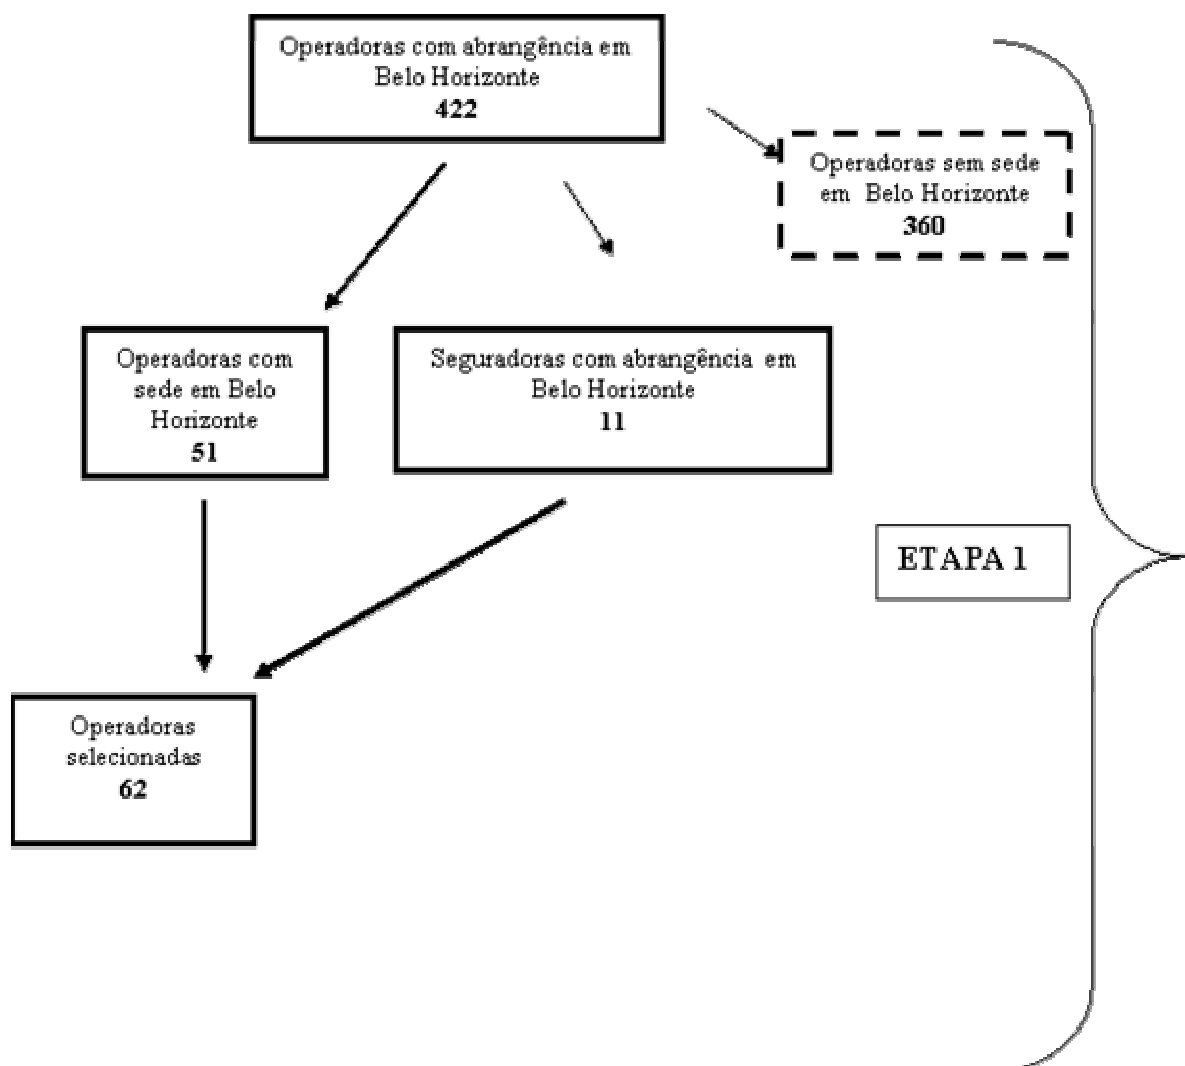 Operadoras com abrangência em
Belo Horizonte
422
Operadoras sem sede
em Belo Horizonte
360
Operadoras com
sede em Belo
Horizonte
51
Seguradoras com abrangência em
Belo Horizonte
11
ETAPA 1
Operadoras
selecionadas
62